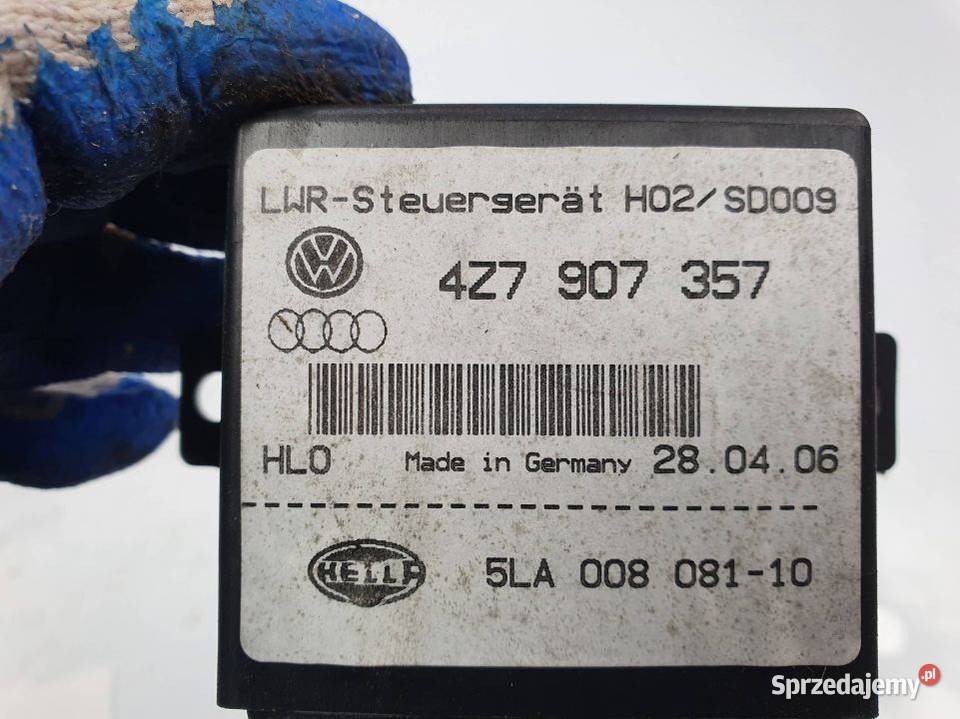 LWR-Steuergerät H02/SD009
4Z7 907 357
HLO Made in Germany 28.04.06
HELLA 5LA 008 081-10
Sprzedajemy.pl